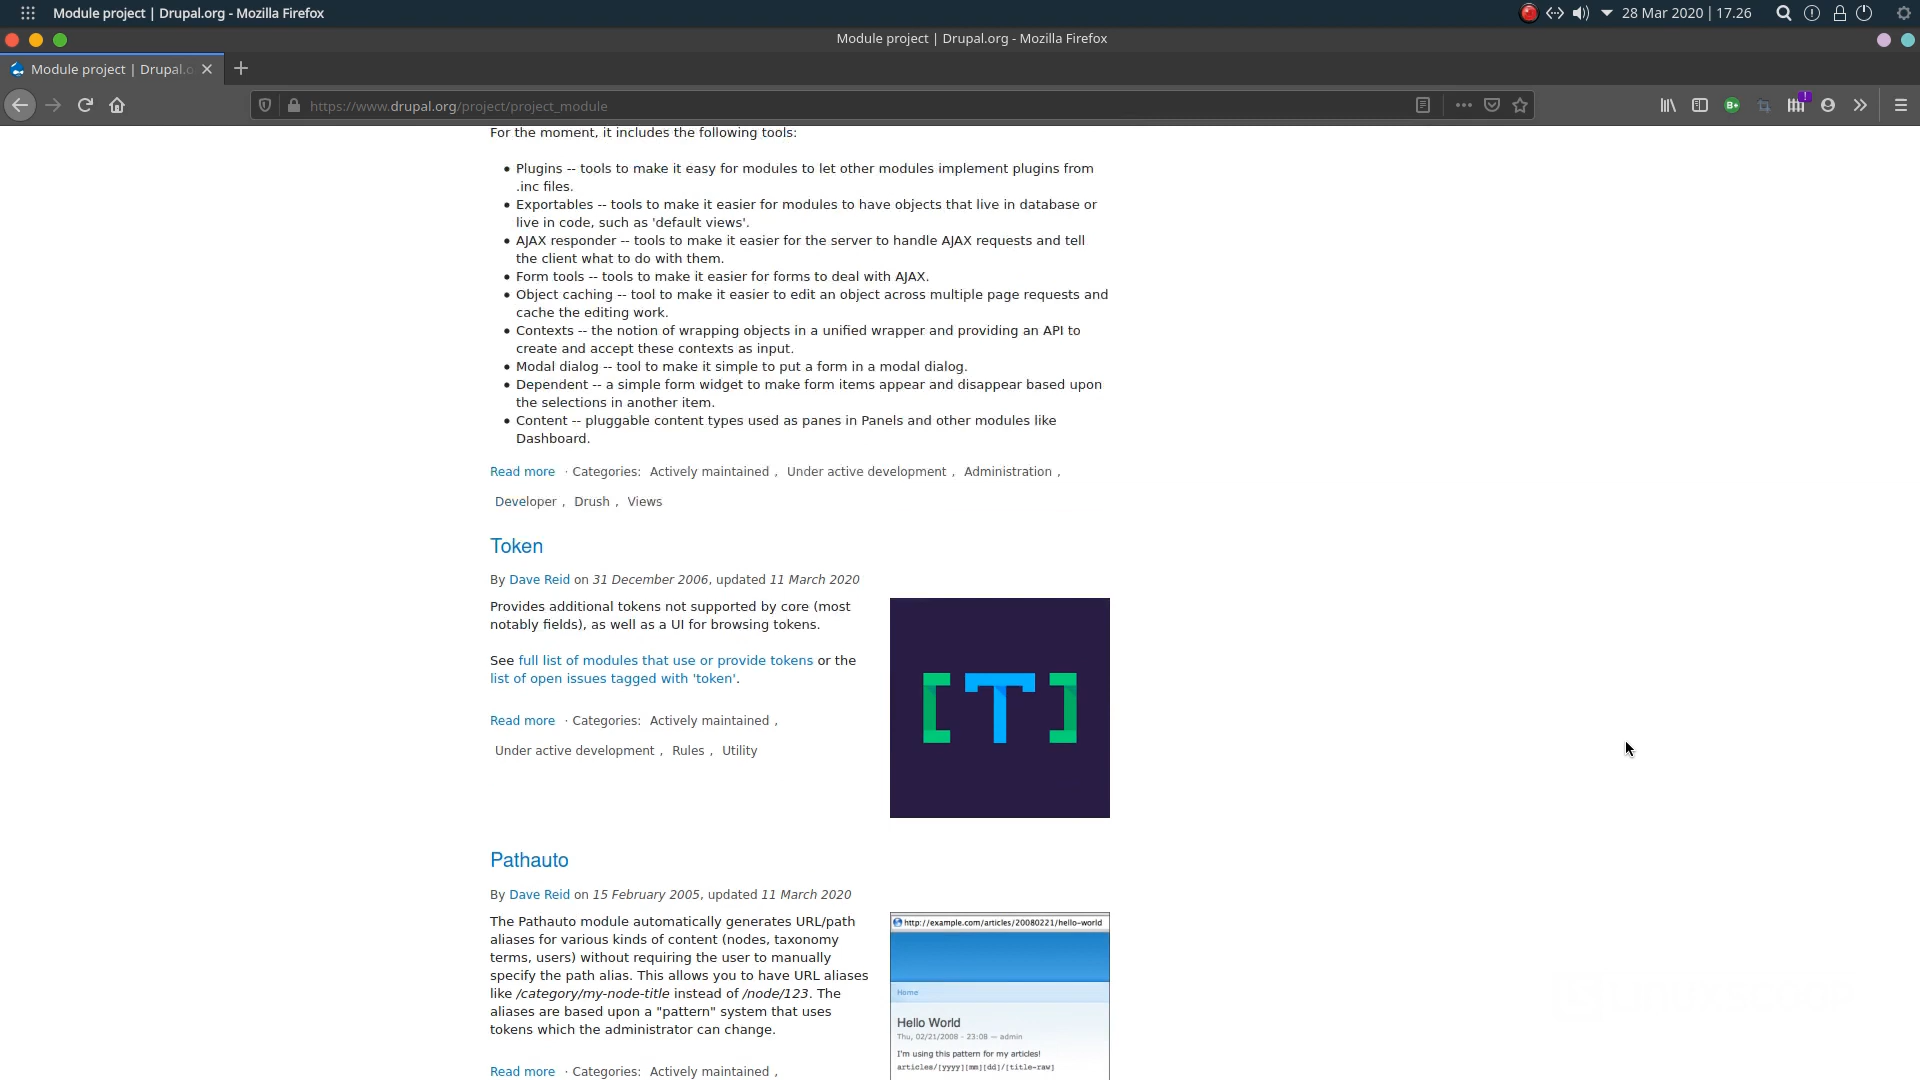 Module project | Drupal.org - Mozilla Firefox
28 Mar 2020 | 17.26
Module project | Drupal.org - Mozilla Firefox
Module project | Drupal.o
https://www.drupal.org/project/project_module
For the moment, it includes the following tools:
Plugins -- tools to make it easy for modules to let other modules implement plugins from
.inc files.
Exportables -- tools to make it easier for modules to have objects that live in database or
live in code, such as 'default views'.
AJAX responder -- tools to make it easier for the server to handle AJAX requests and tell
the client what to do with them.
Form tools -- tools to make it easier for forms to deal with AJAX.
Object caching -- tool to make it easier to edit an object across multiple page requests and
cache the editing work.
Contexts -- the notion of wrapping objects in a unified wrapper and providing an API to
create and accept these contexts as input.
Modal dialog -- tool to make it simple to put a form in a modal dialog.
Dependent -- a simple form widget to make form items appear and disappear based upon
the selections in another item.
Content -- pluggable content types used as panes in Panels and other modules like
Dashboard.
Read more · Categories: Actively maintained , Under active development , Administration ,
Developer , Drush , Views
Token
By Dave Reid on 31 December 2006, updated 11 March 2020
Provides additional tokens not supported by core (most
notably fields), as well as a UI for browsing tokens.
See full list of modules that use or provide tokens or the
list of open issues tagged with 'token'.
Read more · Categories: Actively maintained ,
Under active development , Rules , Utility
[T]
Pathauto
By Dave Reid on 15 February 2005, updated 11 March 2020
The Pathauto module automatically generates URL/path
aliases for various kinds of content (nodes, taxonomy
terms, users) without requiring the user to manually
specify the path alias. This allows you to have URL aliases
like /category/my-node-title instead of /node/123. The
aliases are based upon a "pattern" system that uses
tokens which the administrator can change.
Read more · Categories: Actively maintained ,
http://example.com/articles/20080221/hello-world
Home
Hello World
Thu, 02/21/2008 - 23:08 — admin
I'm using this pattern for my articles!
articles/[yyyy][mm][dd]/[title-raw]